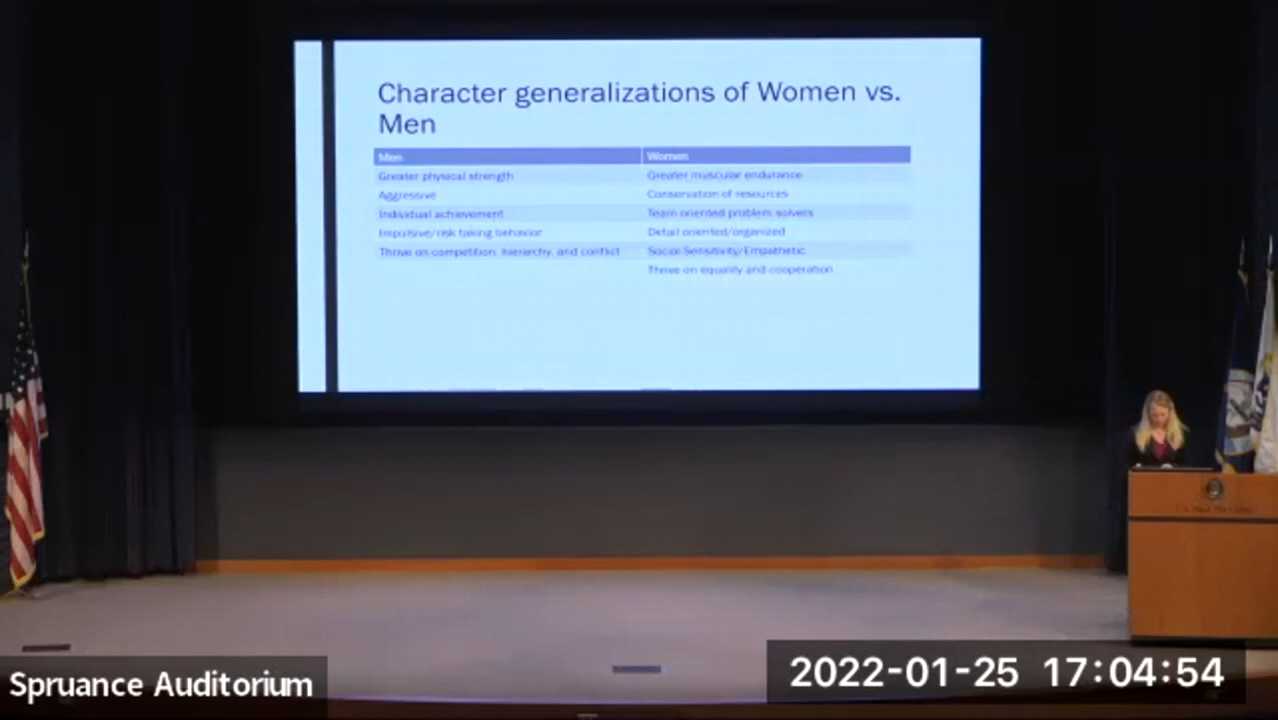 Character generalizations of Women vs.
Men
Men
Women
Greater physical strength
Greater muscular endurance
Aggressive
Conservation of resources
Individual achievement
Team oriented problem solvers
Impulsive/risk taking behavior
Detail oriented/organized
Thrive on competition, hierarchy, and conflict
Social Sensitivity/Empathetic
Thrive on equality and cooperation
Spruance Auditorium
2022-01-25 17:04:54